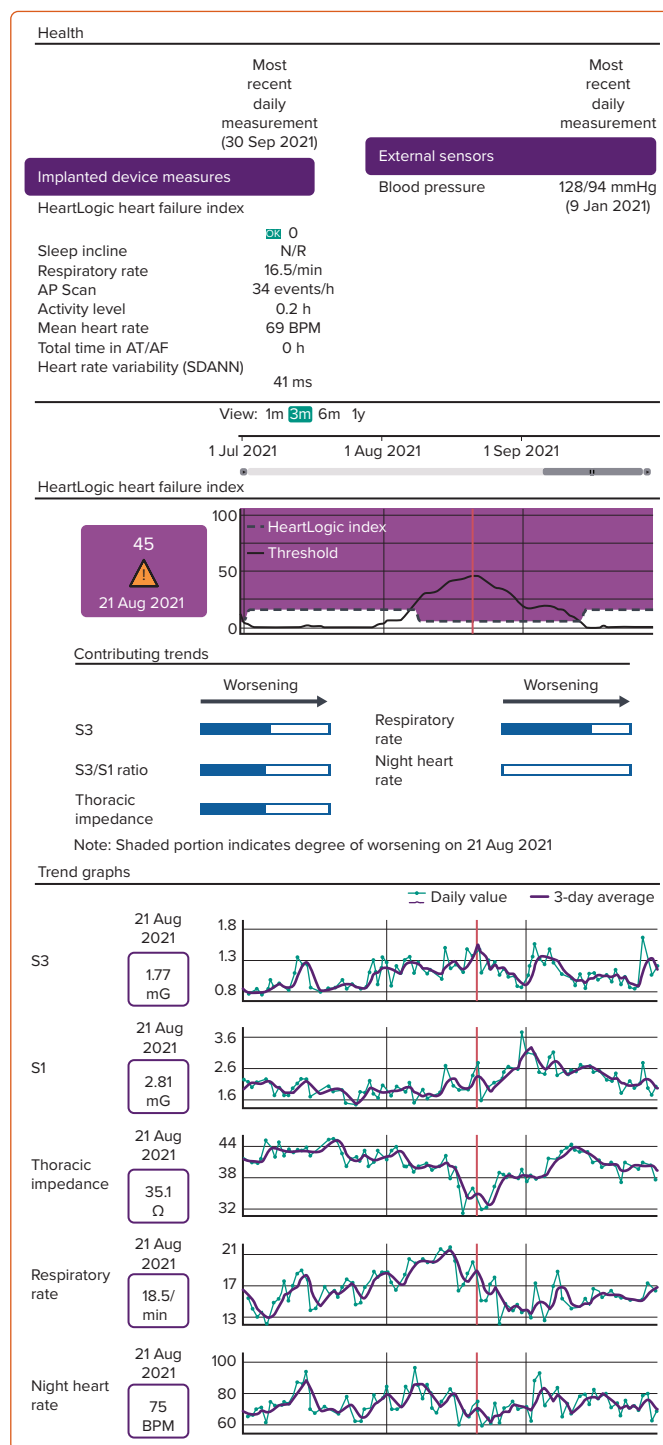 Health
Most
recent
daily
measurement
(30 Sep 2021)
Most
recent
daily
measurement
Implanted device measures
External sensors
Blood pressure 128/94 mmHg
(9 Jan 2021)
HeartLogic heart failure index
OK 0
Sleep incline N/R
Respiratory rate 16.5/min
AP Scan 34 events/h
Activity level 0.2 h
Mean heart rate 69 BPM
Total time in AT/AF 0 h
Heart rate variability (SDANN)
41 ms
View: 1m 3m 6m 1y
1 Jul 2021 1 Aug 2021 1 Sep 2021
HeartLogic heart failure index
45
!
21 Aug 2021
100
50
0
HeartLogic index
Threshold
Contributing trends
Worsening Worsening
S3
Respiratory
rate
S3/S1 ratio
Night heart
rate
Thoracic
impedance
Note: Shaded portion indicates degree of worsening on 21 Aug 2021
Trend graphs
Daily value 3-day average
S3
21 Aug
2021
1.77
mG
1.8
1.3
0.8
S1
21 Aug
2021
2.81
mG
3.6
2.6
1.6
Thoracic
impedance
21 Aug
2021
35.1
Ω
44
38
32
Respiratory
rate
21 Aug
2021
18.5/
min
21
17
13
Night heart
rate
21 Aug
2021
75
BPM
100
80
60